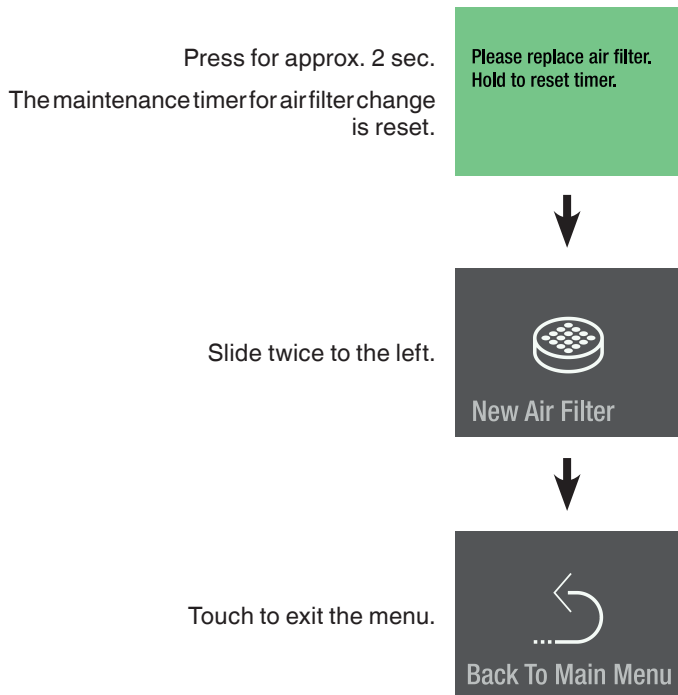 Press for approx. 2 sec.
The maintenance timer for air filter change
is reset.
Please replace air filter.
Hold to reset timer.
Slide twice to the left.
New Air Filter
Touch to exit the menu.
Back To Main Menu